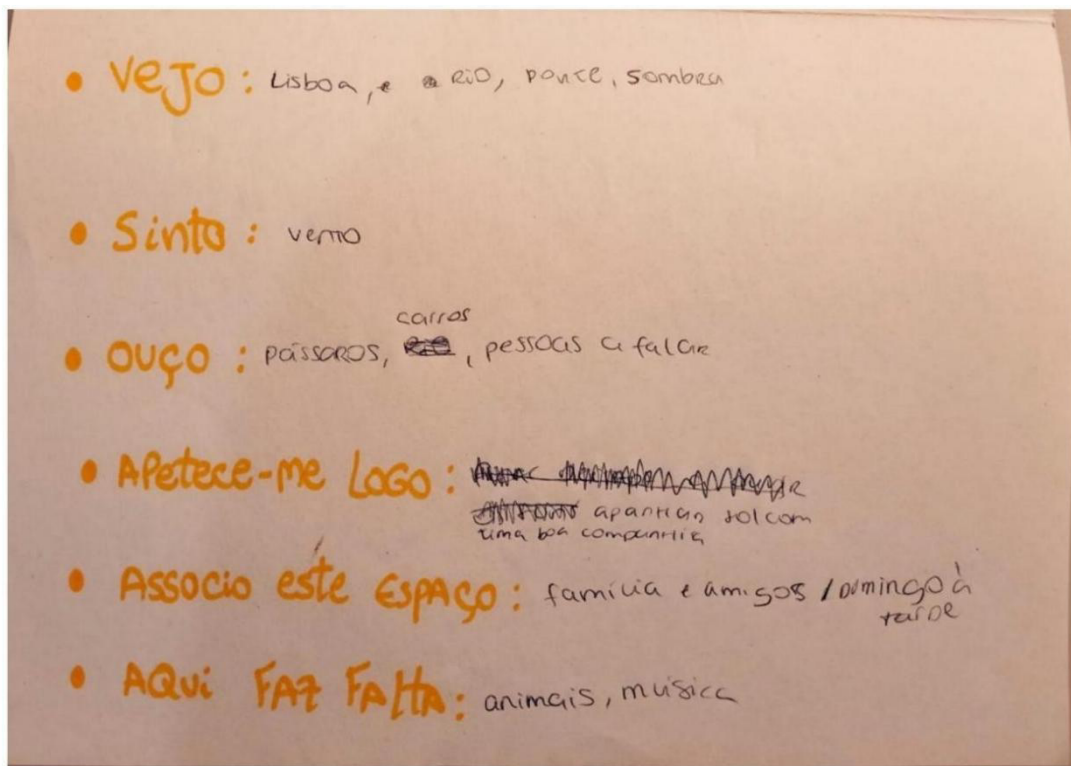 • VEJO: Lisboa, RIO, PONTE, sombra
• Sinto: vento
carros
• OUÇO: pássaros, , pessoas a falar
• APetece-me LOGO:
apanhar sol com
uma boa companhia
• ASSOCIO este ESPAÇO: família e amigos / DOMINGO à
tarde
• AQUI FAZ FALTA: animais, música